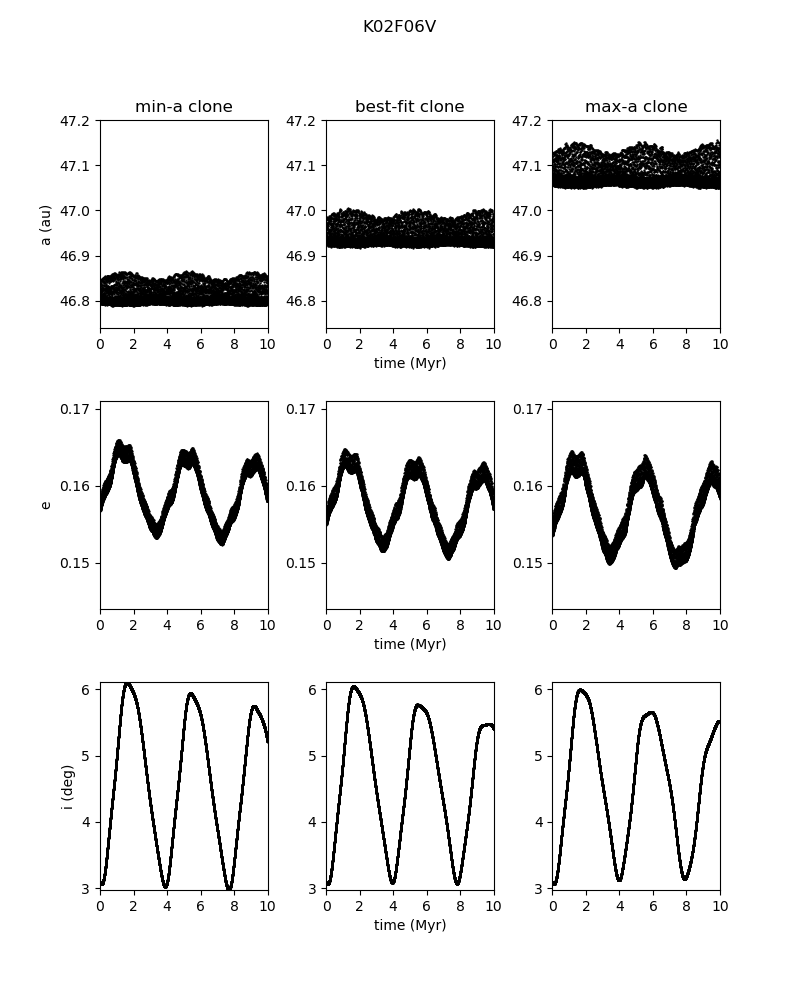 K02F06V
min-a clone best-fit clone max-a clone
47.2 47.2 47.2
47.1 47.1 47.1
47.0 47.0 47.0
46.9 46.9 46.9
46.8 46.8 46.8
a (au)
0 2 4 6 8 10 0 2 4 6 8 10 0 2 4 6 8 10
time (Myr)
0.17 0.17 0.17
0.16 0.16 0.16
0.15 0.15 0.15
e
0 2 4 6 8 10 0 2 4 6 8 10 0 2 4 6 8 10
time (Myr)
6 6 6
5 5 5
4 4 4
3 3 3
i (deg)
0 2 4 6 8 10 0 2 4 6 8 10 0 2 4 6 8 10
time (Myr)